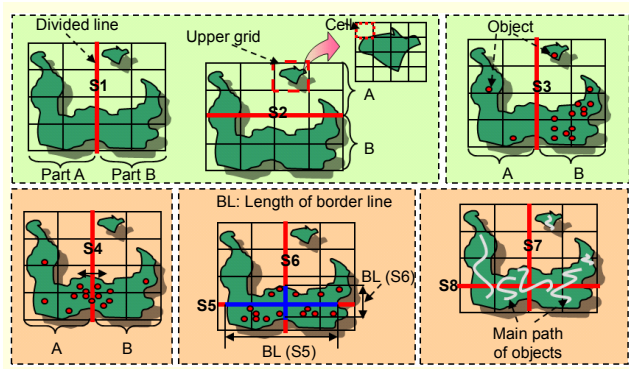 Divided line
S1
Part A
Part B
Upper grid
Cell
S2
A
B
Object
S3
A
B
S4
A
B
BL: Length of border line
S6
S5
BL (S6)
BL (S5)
S7
S8
Main path
of objects